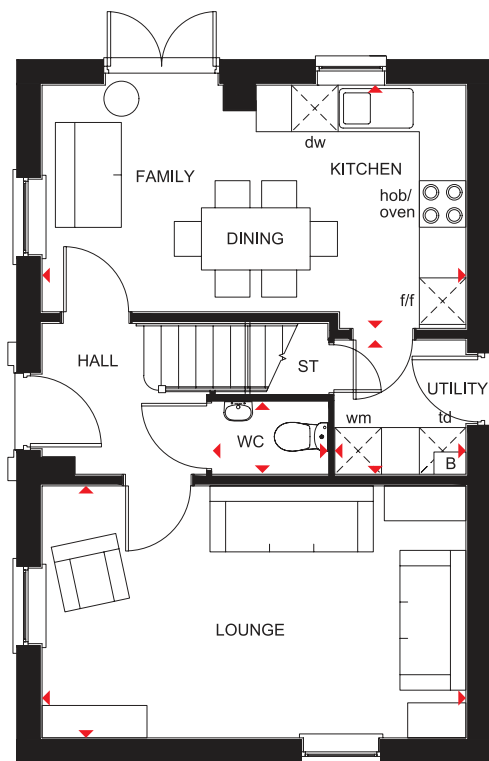 dw
KITCHEN
FAMILY
hob/
oven
DINING
f/f
HALL
ST
UTILITY
wm
td
WC
B
LOUNGE